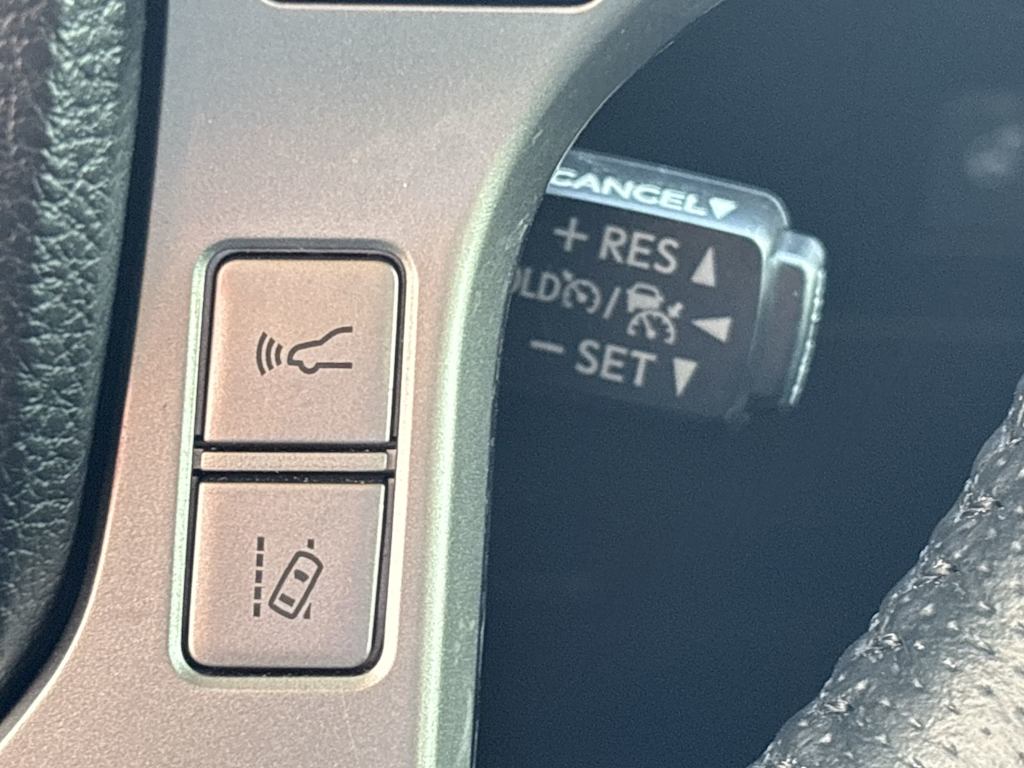 CANCEL▼
+ RES ▲
/ ◄
− SET ▼